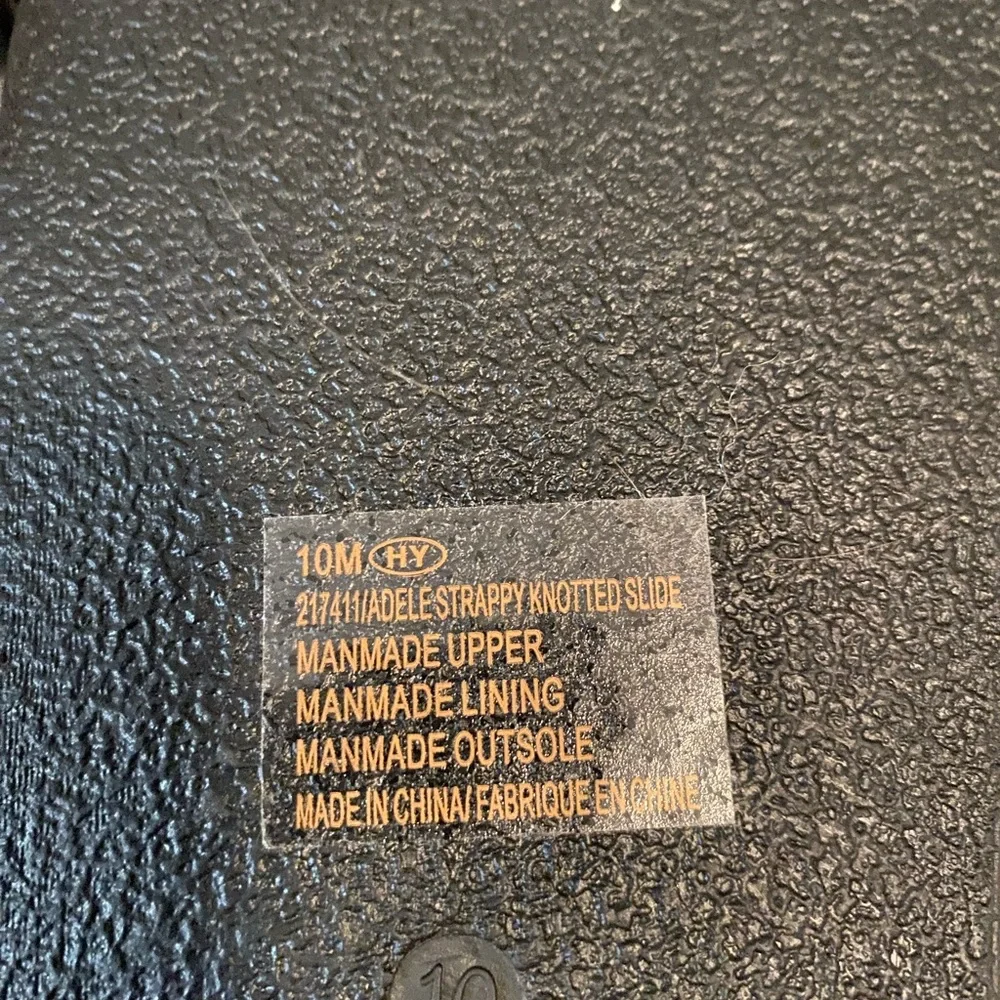 10M HY
217411/ADELE STRAPPY KNOTTED SLIDE
MANMADE UPPER
MANMADE LINING
MANMADE OUTSOLE
MADE IN CHINA/ FABRIQUE EN CHINE
10